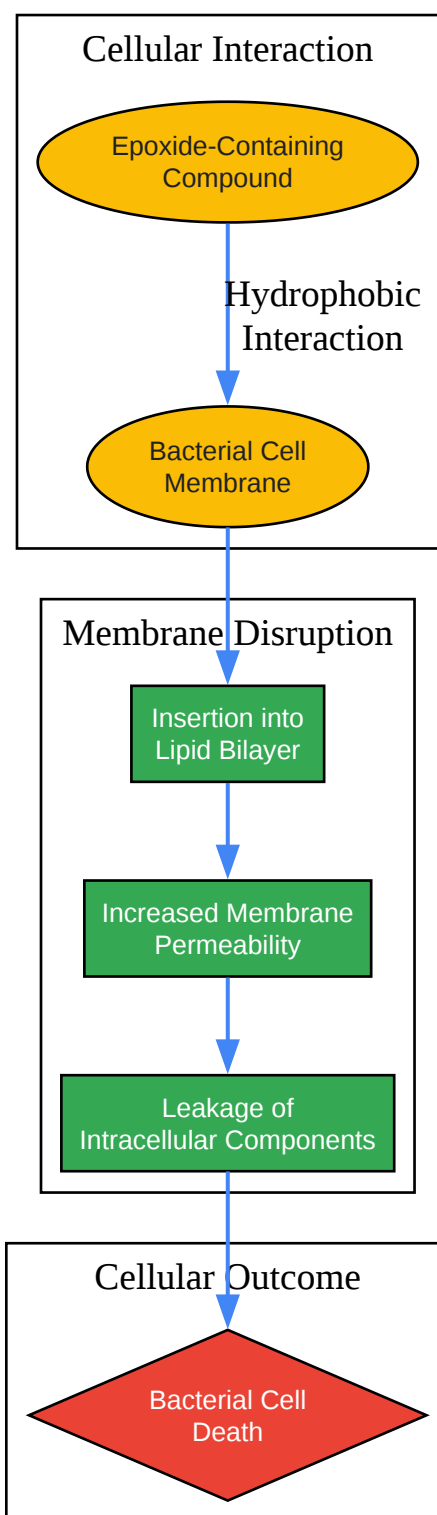 Cellular Interaction
Epoxide-Containing
Compound
Hydrophobic
Interaction
Bacterial Cell
Membrane
Membrane Disruption
Insertion into
Lipid Bilayer
Increased Membrane
Permeability
Leakage of
Intracellular Components
Cellular Outcome
Bacterial Cell
Death